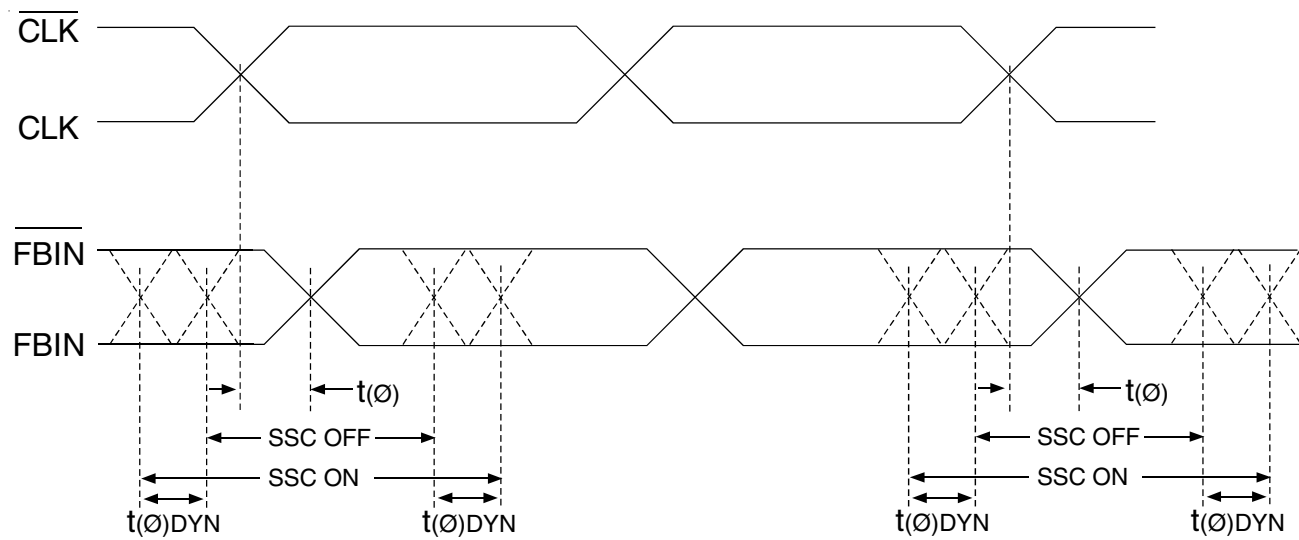 CLK
CLK
FBIN
FBIN
t(Ø) t(Ø)
SSC OFF SSC OFF
SSC ON SSC ON
t(Ø)DYN t(Ø)DYN t(Ø)DYN t(Ø)DYN